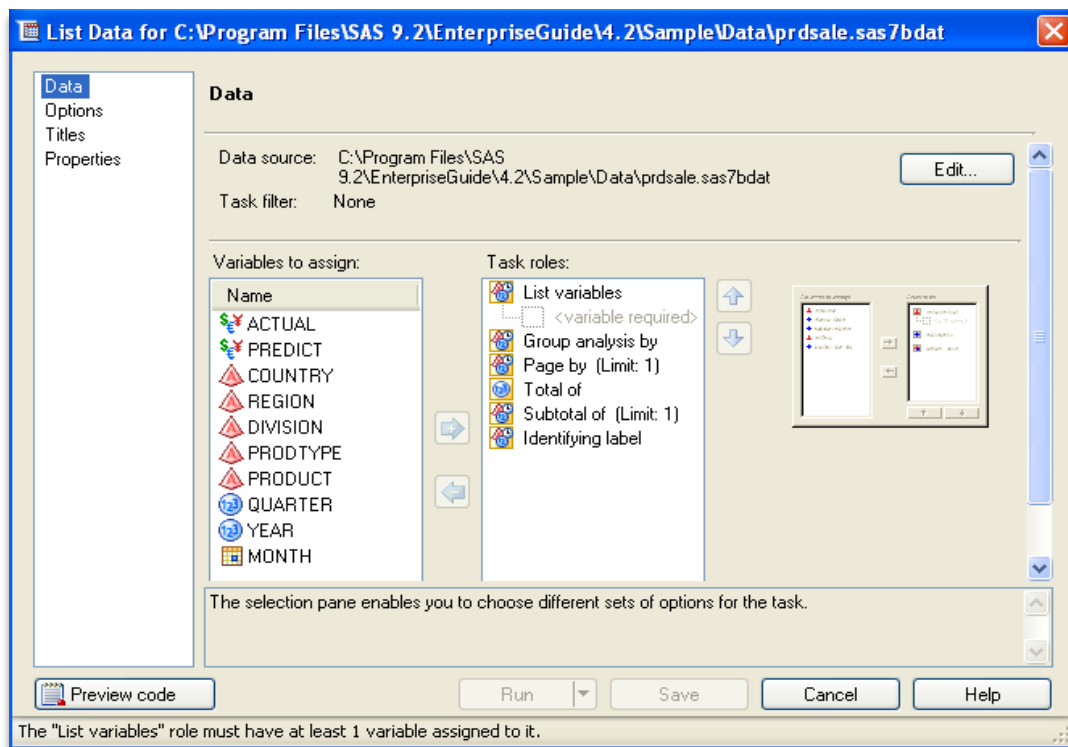 List Data for C:\Program Files\SAS 9.2\EnterpriseGuide\4.2\Sample\Data\prdsale.sas7bdat
Data
Options
Titles
Properties
Data
Data source: C:\Program Files\SAS
9.2\EnterpriseGuide\4.2\Sample\Data\prdsale.sas7bdat
Edit...
Task filter: None
Variables to assign:
Name
ACTUAL
PREDICT
COUNTRY
REGION
DIVISION
PRODTYPE
PRODUCT
QUARTER
YEAR
MONTH
Task roles:
List variables
<variable required>
Group analysis by
Page by (Limit: 1)
Total of
Subtotal of (Limit: 1)
Identifying label
The selection pane enables you to choose different sets of options for the task.
Preview code
Run
Save
Cancel
Help
The "List variables" role must have at least 1 variable assigned to it.